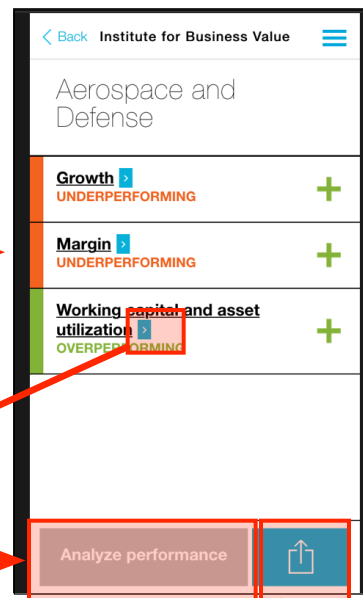 Back Institute for Business Value
Aerospace and
Defense
Growth
UNDERPERFORMING
Margin
UNDERPERFORMING
Working capital and asset
utilization
OVERPERFORMING
Analyze performance